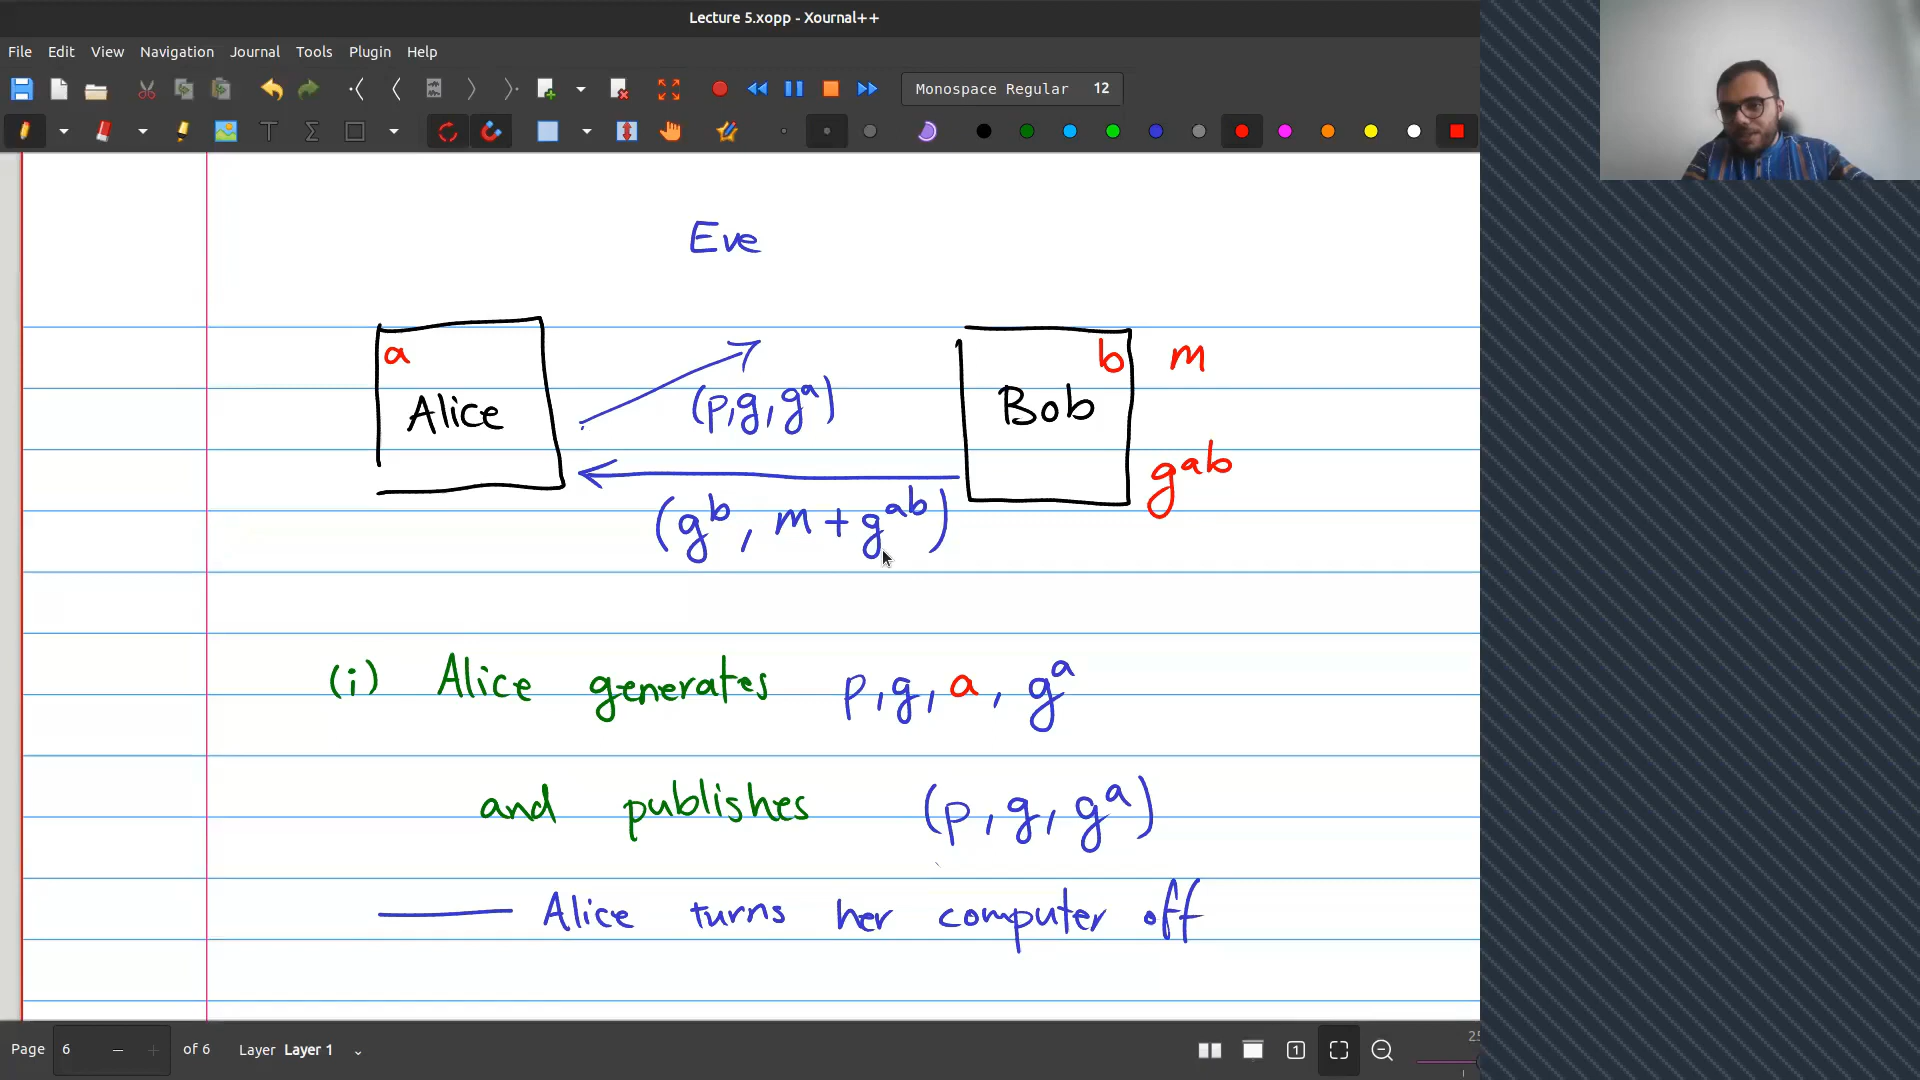 Lecture 5.xopp - Xournal++
File Edit View Navigation Journal Tools Plugin Help
Monospace Regular 12
Eve
a
Alice
(p, g, g^a)
b
Bob
m
g^ab
(g^b, m + g^ab)
(i) Alice generates p, g, a, g^a
and publishes (p, g, g^a)
Alice turns her computer off
Page 6 of 6 Layer Layer 1